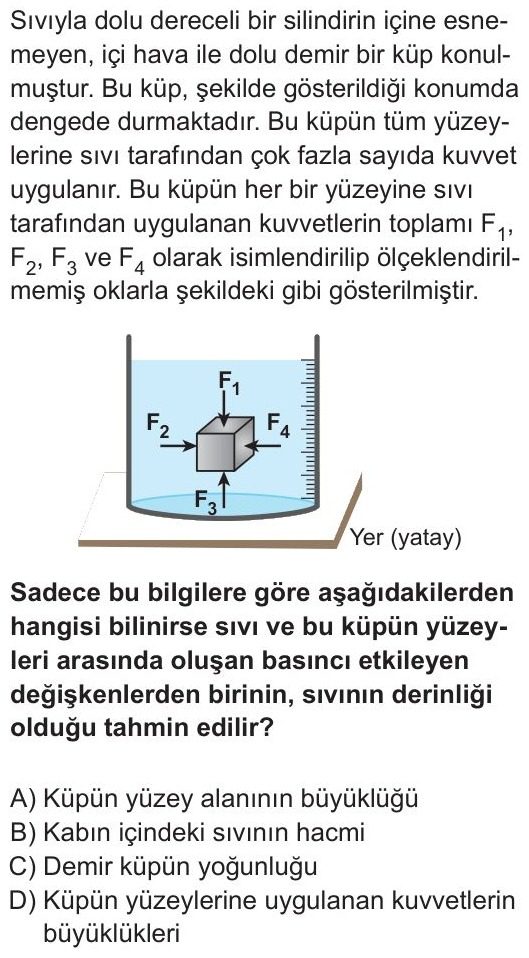 Sıvıyla dolu dereceli bir silindirin içine esne-
meyen, içi hava ile dolu demir bir küp konul-
muştur. Bu küp, şekilde gösterildiği konumda
dengede durmaktadır. Bu küpün tüm yüzey-
lerine sıvı tarafından çok fazla sayıda kuvvet
uygulanır. Bu küpün her bir yüzeyine sıvı
tarafından uygulanan kuvvetlerin toplamı F₁,
F₂, F₃ ve F₄ olarak isimlendirilip ölçeklendiril-
memiş oklarla şekildeki gibi gösterilmiştir.
F₁
F₂
F₄
F₃
Yer (yatay)
Sadece bu bilgilere göre aşağıdakilerden
hangisi bilinirse sıvı ve bu küpün yüzey-
leri arasında oluşan basıncı etkileyen
değişkenlerden birinin, sıvının derinliği
olduğu tahmin edilir?
A) Küpün yüzey alanının büyüklüğü
B) Kabın içindeki sıvının hacmi
C) Demir küpün yoğunluğu
D) Küpün yüzeylerine uygulanan kuvvetlerin
büyüklükleri